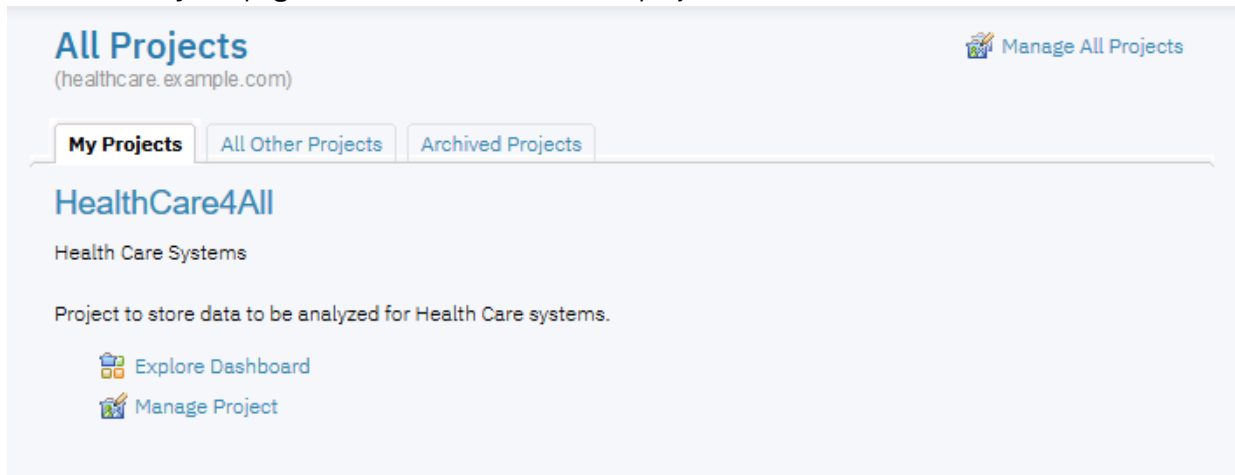 All Projects
Manage All Projects
(healthcare.example.com)
My Projects
All Other Projects
Archived Projects
HealthCare4All
Health Care Systems
Project to store data to be analyzed for Health Care systems.
Explore Dashboard
Manage Project